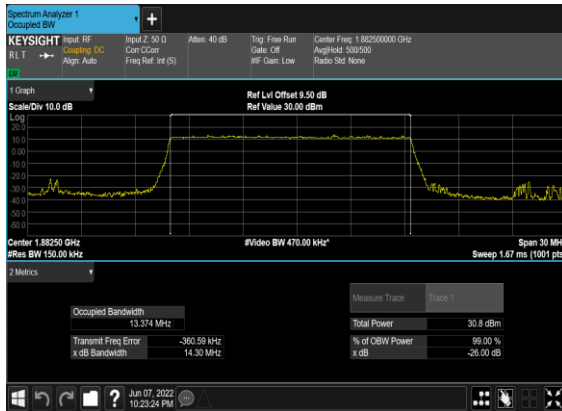 Spectrum Analyzer 1
Occupied BW
KEYSIGHT
RLT
Input: RF
Coupling: DC
Align: Auto
Input Z: 50 Ω
Corr CCorr
Freq Ref: Int (S)
Atten: 40 dB
Trig: Free Run
Gate: Off
#IF Gain: Low
Center Freq: 1.882500000 GHz
Avg|Hold: 500/500
Radio Std: None
1 Graph
Scale/Div 10.0 dB
Ref Lvl Offset 9.50 dB
Ref Value 30.00 dBm
Log
20.0
10.0
0.00
-10.0
-20.0
-30.0
-40.0
-50.0
-60.0
Center 1.88250 GHz
#Res BW 150.00 kHz
#Video BW 470.00 kHz*
Span 30 MH
Sweep 1.67 ms (1001 pts
2 Metrics
Measure Trace
Trace 1
Occupied Bandwidth
13.374 MHz
Total Power
30.8 dBm
Transmit Freq Error
-360.59 kHz
% of OBW Power
99.00 %
x dB Bandwidth
14.30 MHz
x dB
-26.00 dB
?
Jun 07, 2022
10:23:24 PM